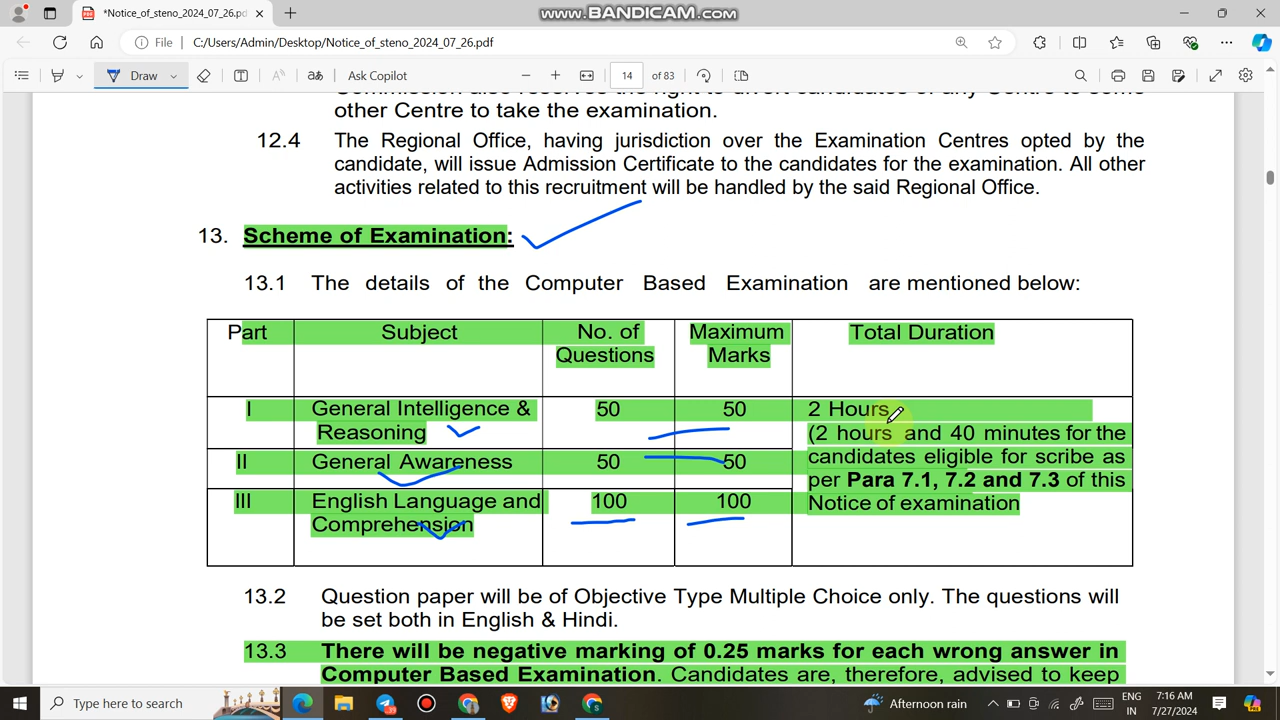 *Notice_of_steno_2024_07_26.p
WWW.BANDICAM.COM
File C:/Users/Admin/Desktop/Notice_of_steno_2024_07_26.pdf
Draw Ask Copilot 14 of 83
other Centre to take the examination.
12.4 The Regional Office, having jurisdiction over the Examination Centres opted by the
candidate, will issue Admission Certificate to the candidates for the examination. All other
activities related to this recruitment will be handled by the said Regional Office.
13. Scheme of Examination:
13.1 The details of the Computer Based Examination are mentioned below:
Part Subject No. of Questions Maximum Marks Total Duration
I General Intelligence & Reasoning 50 50 2 Hours
(2 hours and 40 minutes for the
candidates eligible for scribe as
per Para 7.1, 7.2 and 7.3 of this
Notice of examination
II General Awareness 50 50
III English Language and Comprehension 100 100
13.2 Question paper will be of Objective Type Multiple Choice only. The questions will
be set both in English & Hindi.
13.3 There will be negative marking of 0.25 marks for each wrong answer in
Computer Based Examination. Candidates are, therefore, advised to keep
Type here to search
Afternoon rain
ENG
IN
7:16 AM
7/27/2024